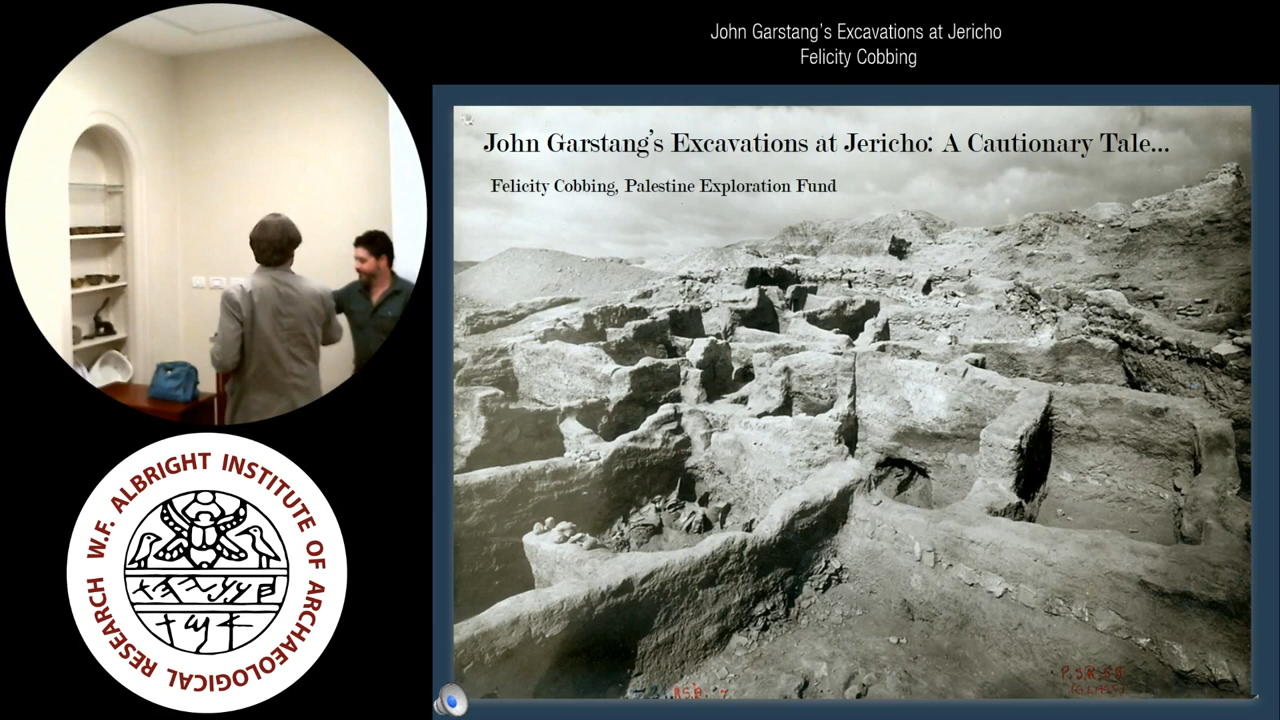 John Garstang's Excavations at Jericho
Felicity Cobbing
John Garstang's Excavations at Jericho: A Cautionary Tale...
Felicity Cobbing, Palestine Exploration Fund
W.F. ALBRIGHT INSTITUTE OF ARCHAEOLOGICAL RESEARCH